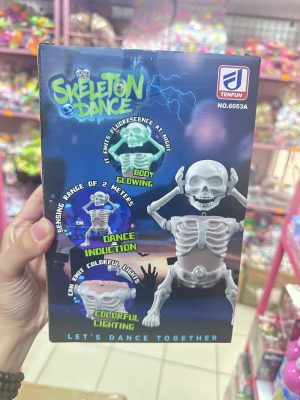 SKELETON
DANCE
TENFUN
NO.6053A
IT EMITS FLUORESCENCE AT NIGHT
BODY
GLOWING
SENSING RANGE OF 2 METERS
2M
DANCE
INDUCTION
CAN EMIT COLORFUL LIGHTS
COLORFUL
LIGHTING
LET'S DANCE TOGETHER